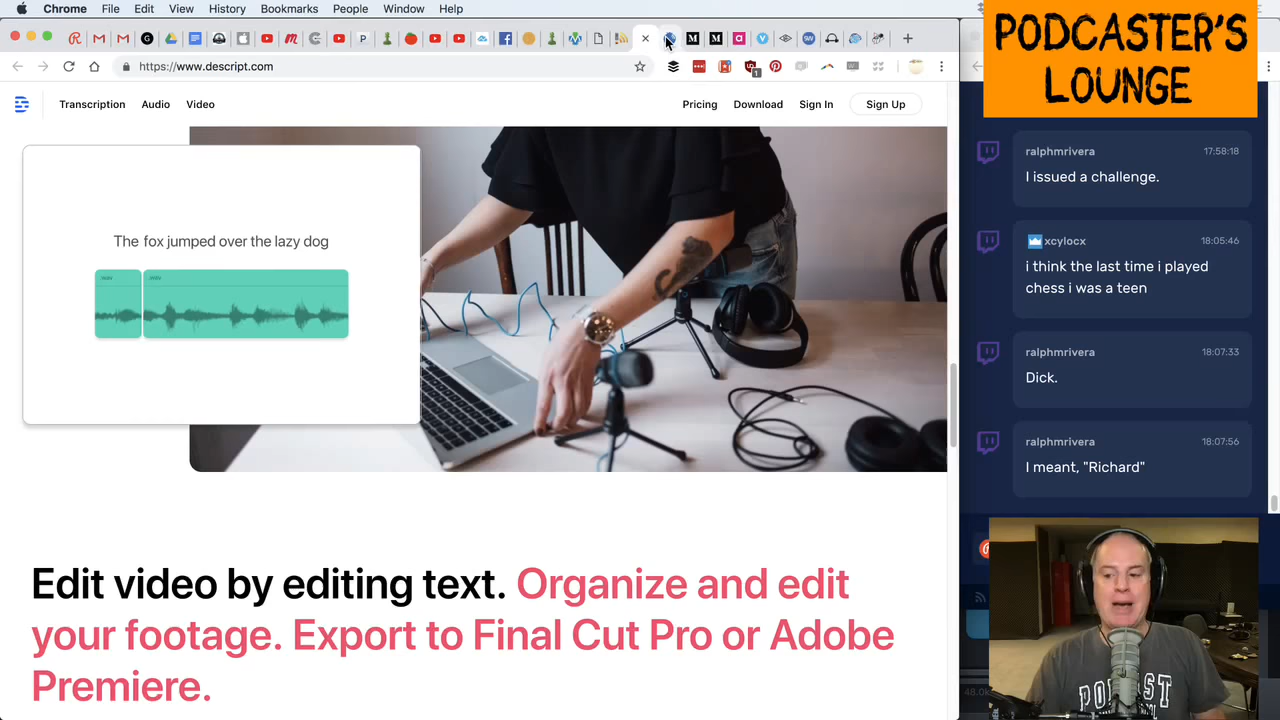 Chrome File Edit View History Bookmarks People Window Help
https://www.descript.com
1
Transcription Audio Video Pricing Download Sign In Sign Up
The fox jumped over the lazy dog
Edit video by editing text. Organize and edit
your footage. Export to Final Cut Pro or Adobe
Premiere.
PODCASTER'S
LOUNGE
ralphmrivera 17:58:18
I issued a challenge.
xcylocx 18:05:46
i think the last time i played
chess i was a teen
ralphmrivera 18:07:33
Dick.
ralphmrivera 18:07:56
I meant, "Richard"
PODCAST